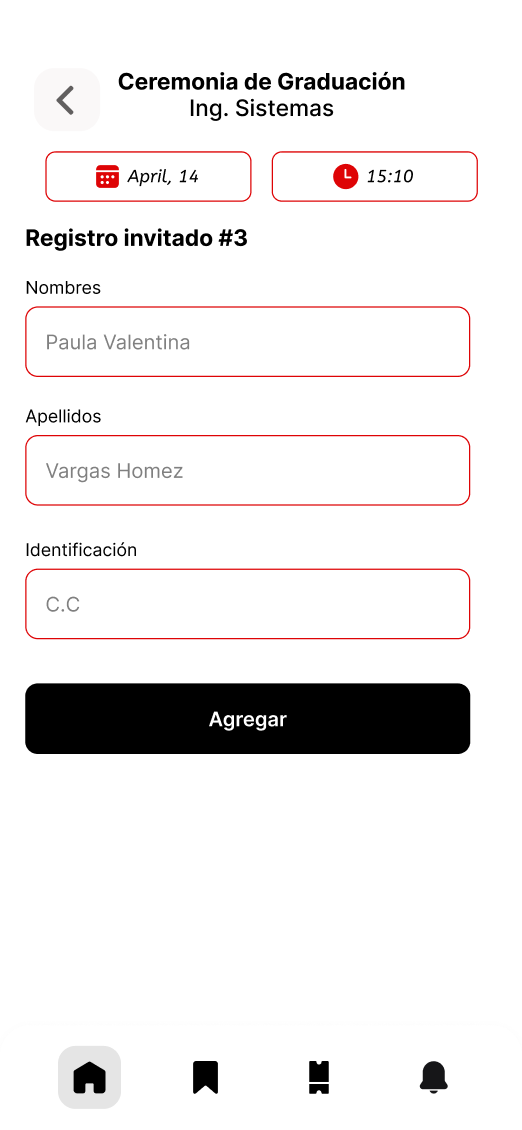 Ceremonia de Graduación
Ing. Sistemas
April, 14
15:10
Registro invitado #3
Nombres
Paula Valentina
Apellidos
Vargas Homez
Identificación
C.C
Agregar